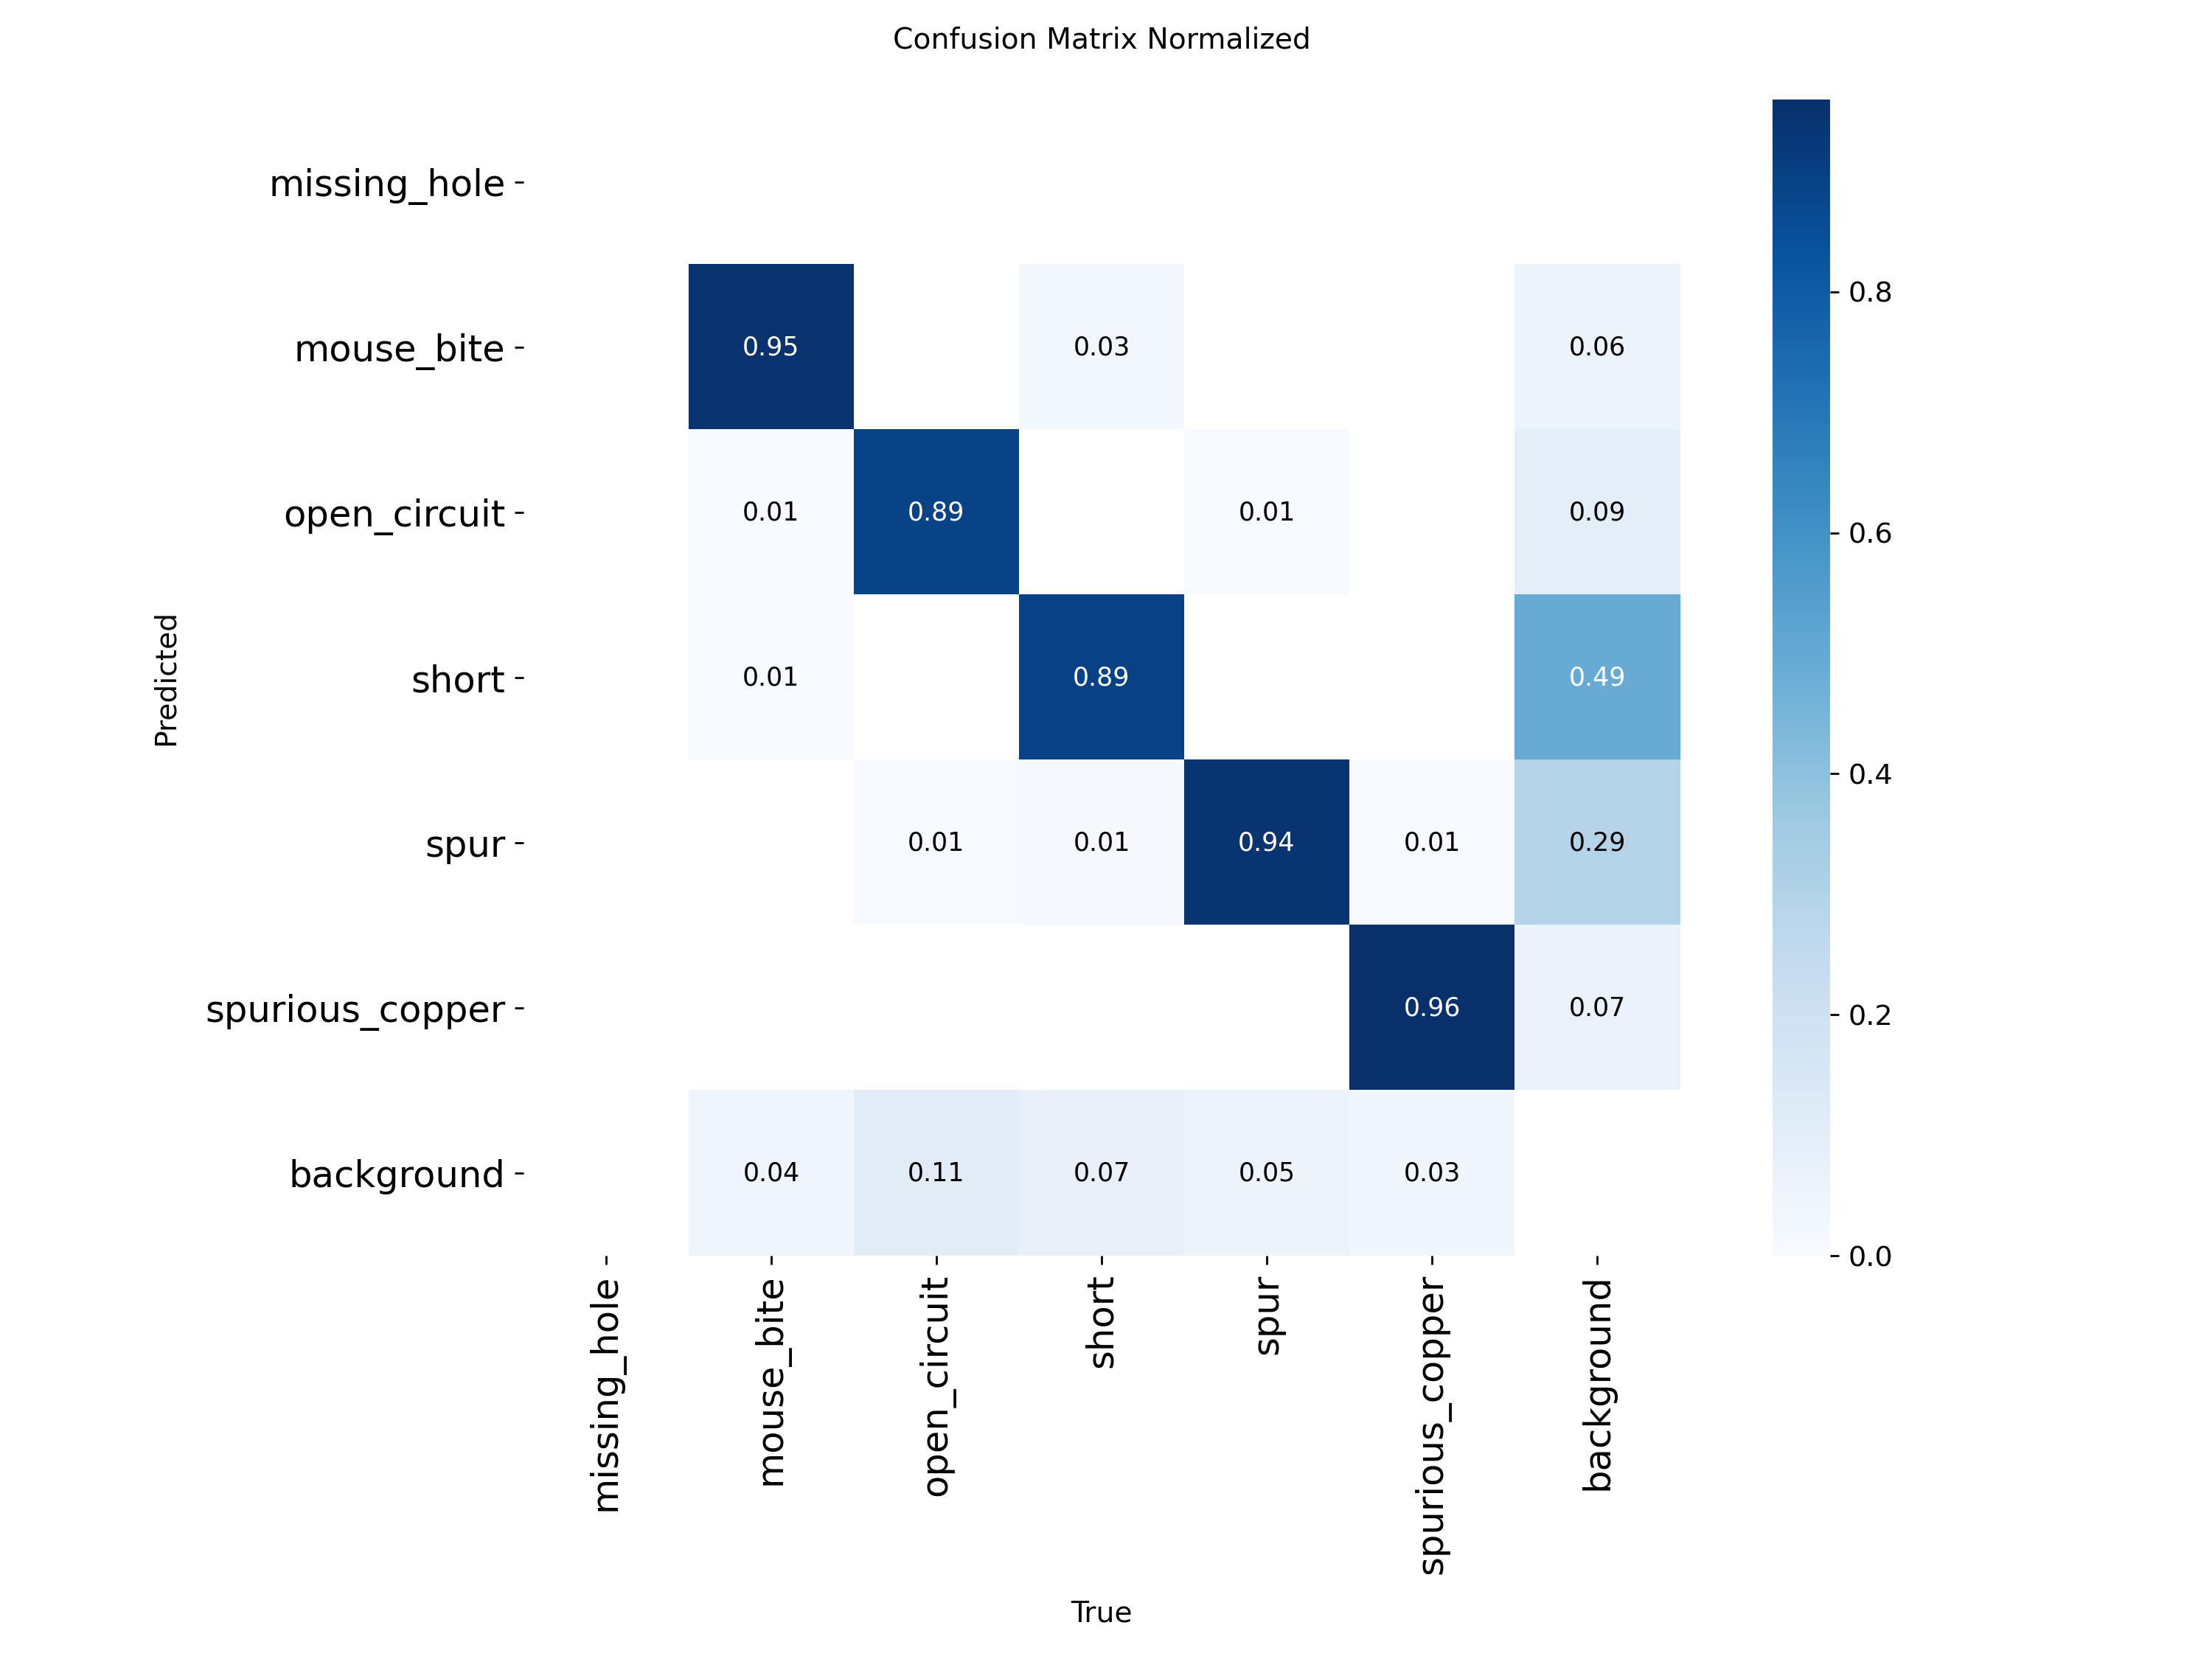 Confusion Matrix Normalized
missing_hole
mouse_bite 0.95 0.03 0.06
open_circuit 0.01 0.89 0.01 0.09
short 0.01 0.89 0.49
spur 0.01 0.01 0.94 0.01 0.29
spurious_copper 0.96 0.07
background 0.04 0.11 0.07 0.05 0.03
Predicted
missing_hole
mouse_bite
open_circuit
short
spur
spurious_copper
background
True
0.8
0.6
0.4
0.2
0.0